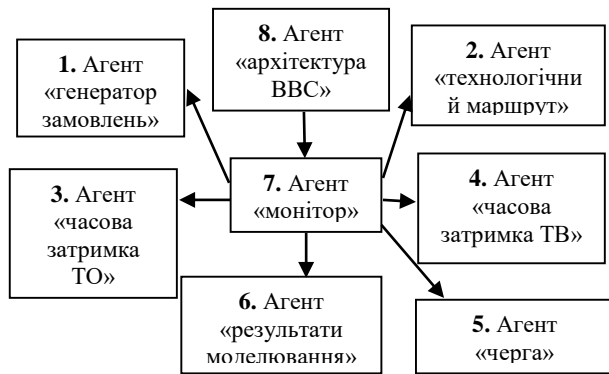 8. Агент
«архітектура
ВВС»
1. Агент
«генератор
замовлень»
2. Агент
«технологічни
й маршрут»
3. Агент
«часова
затримка
ТО»
7. Агент
«монітор»
4. Агент
«часова
затримка ТВ»
6. Агент
«результати
моделювання»
5. Агент
«черга»